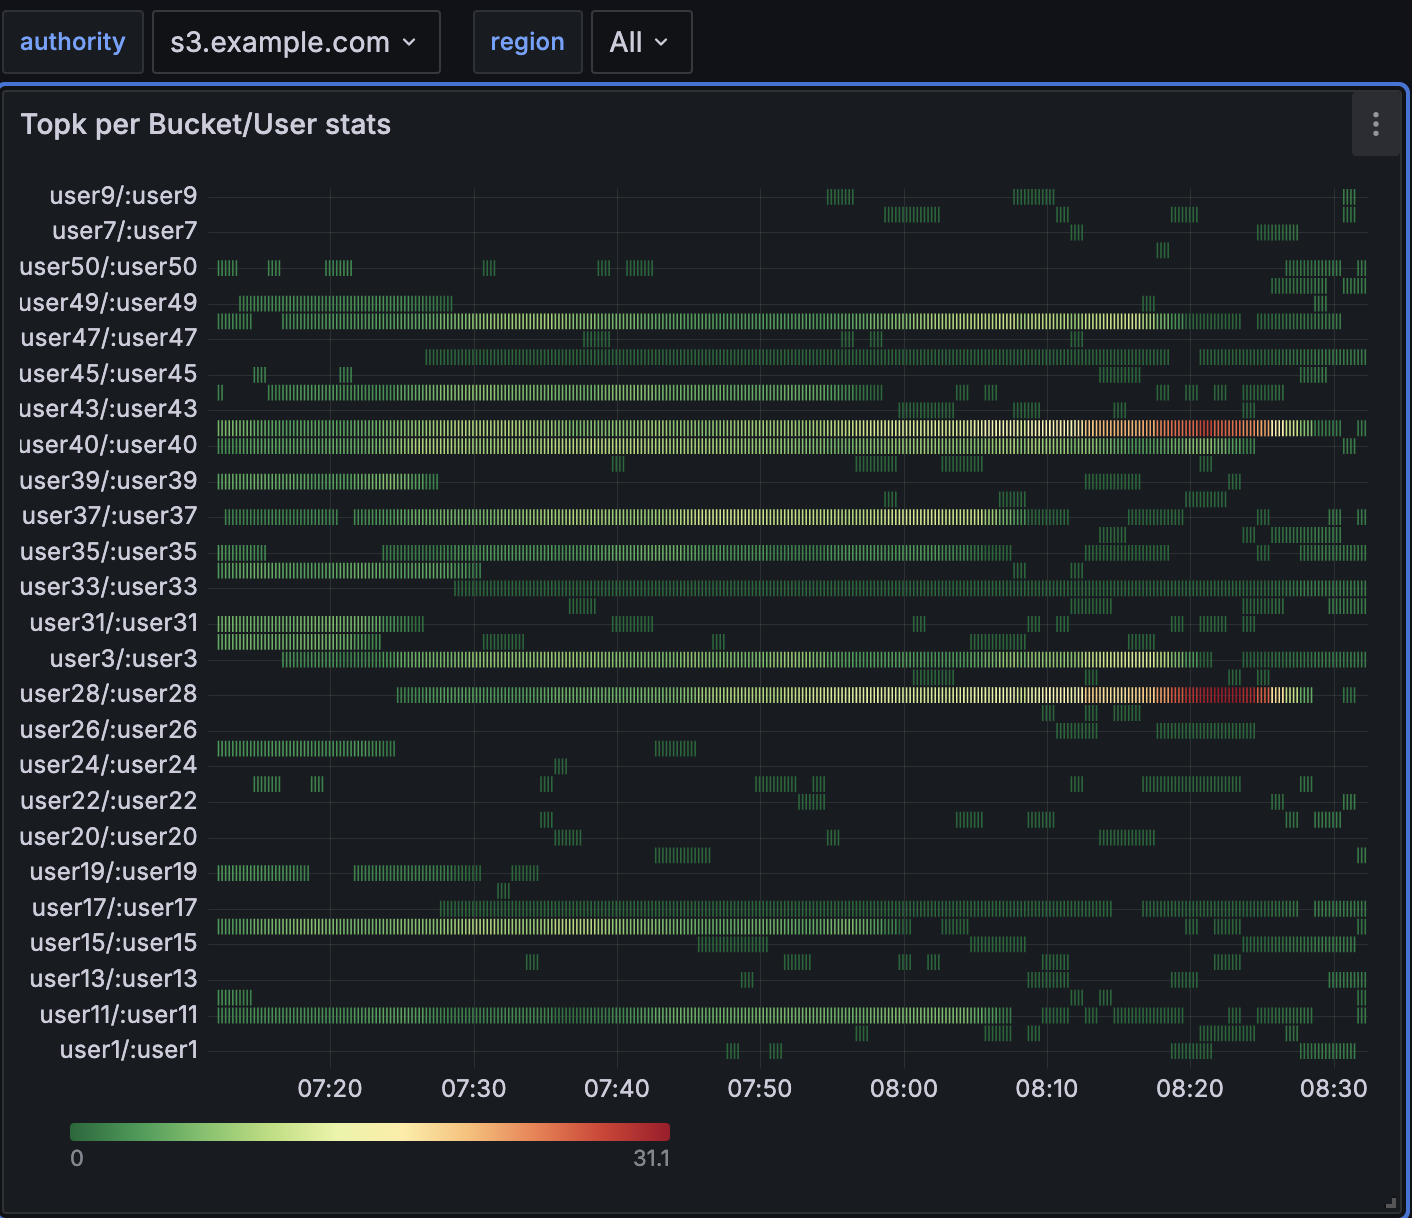 authority s3.example.com region All
Topk per Bucket/User stats
user9/:user9
user7/:user7
user50/:user50
user49/:user49
user47/:user47
user45/:user45
user43/:user43
user40/:user40
user39/:user39
user37/:user37
user35/:user35
user33/:user33
user31/:user31
user3/:user3
user28/:user28
user26/:user26
user24/:user24
user22/:user22
user20/:user20
user19/:user19
user17/:user17
user15/:user15
user13/:user13
user11/:user11
user1/:user1
07:20 07:30 07:40 07:50 08:00 08:10 08:20 08:30
0 31.1